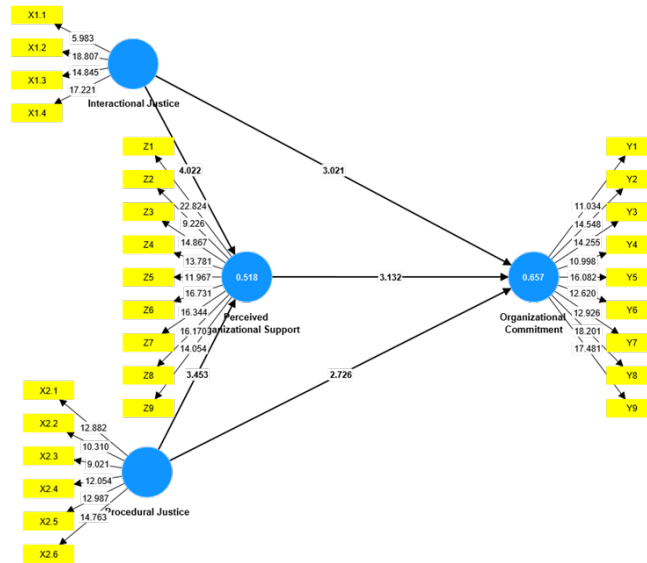 X1.1
5.983
X1.2
18.807
X1.3
14.845
17.221
X1.4
Interactional Justice
Z1
Z2
Z3
Z4
Z5
Z6
Z7
Z8
Z9
4.022
22.824
9.226
14.867
13.781
11.967
16.731
16.344
16.170
14.054
3.453
0.518
Perceived
ganizational Support
3.021
3.132
2.726
Y1
Y2
Y3
Y4
Y5
Y6
Y7
Y8
Y9
11.034
14.548
14.255
10.998
16.082
12.620
12.926
18.201
17.481
0.657
Organizational
Commitment
X2.1
X2.2
X2.3
X2.4
X2.5
X2.6
12.882
10.310
9.021
12.054
12.987
14.763
Procedural Justice